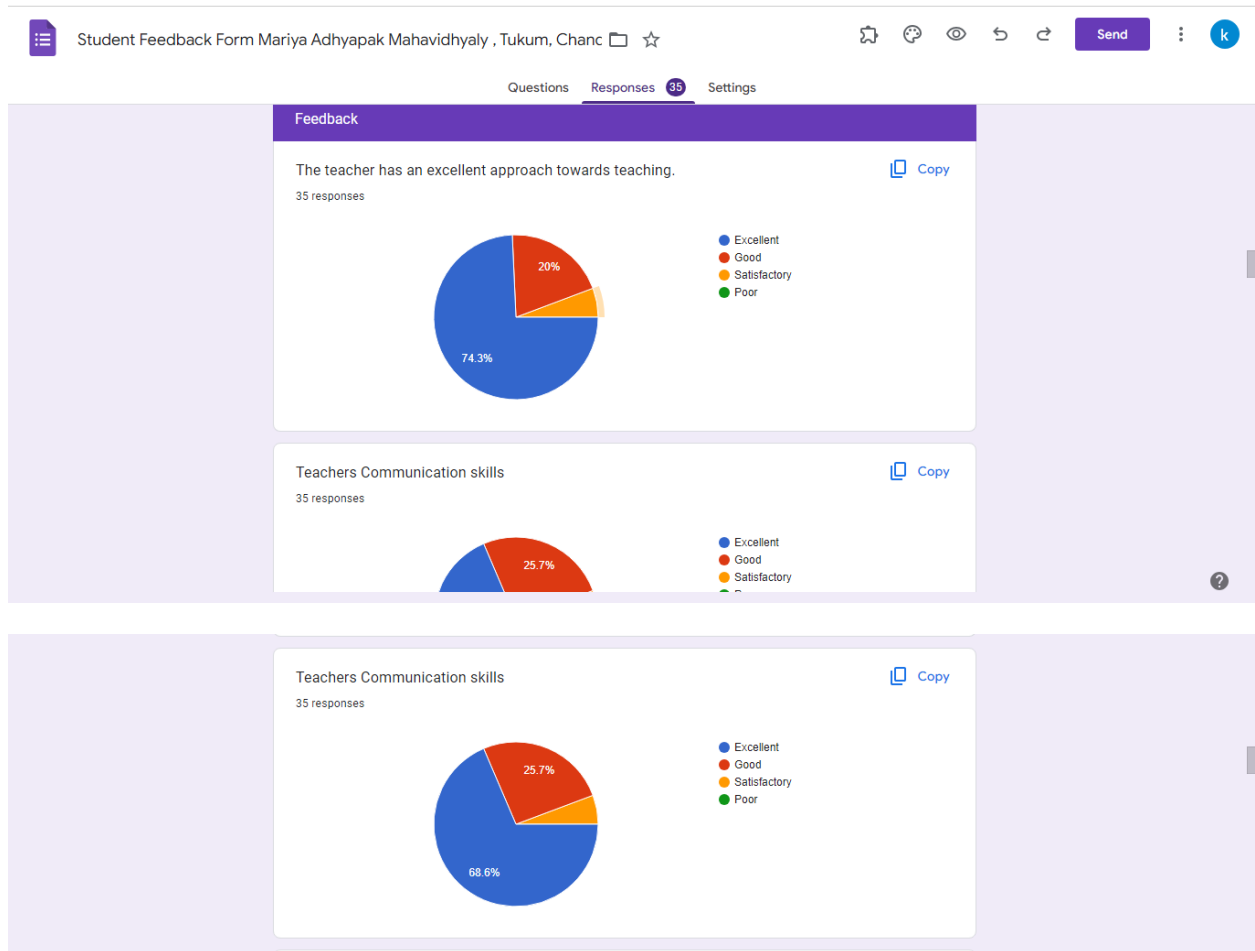 Student Feedback Form Mariya Adhyapak Mahavidhyaly , Tukum, Chanc
Send
k
Questions
Responses 35
Settings
Feedback
The teacher has an excellent approach towards teaching.
Copy
35 responses
Excellent
Good
Satisfactory
Poor
20%
74.3%
Teachers Communication skills
Copy
35 responses
Excellent
Good
Satisfactory
25.7%
Teachers Communication skills
Copy
35 responses
Excellent
Good
Satisfactory
Poor
25.7%
68.6%